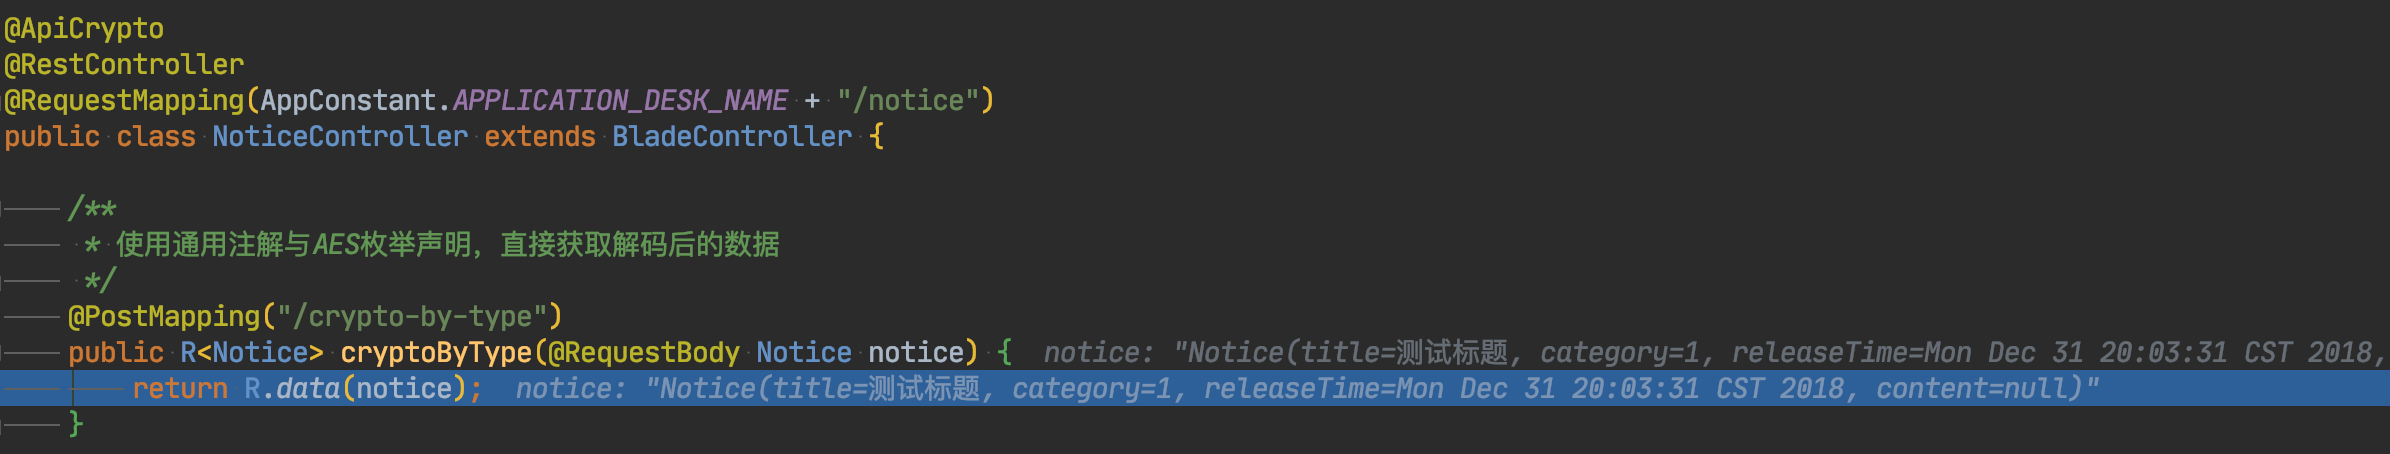 @ApiCrypto
@RestController
@RequestMapping(AppConstant.APPLICATION_DESK_NAME + "/notice")
public class NoticeController extends BladeController {
/**
* 使用通用注解与AES枚举声明，直接获取解码后的数据
*/
@PostMapping("/crypto-by-type")
public R<Notice> cryptoByType(@RequestBody Notice notice) { notice: "Notice(title=测试标题, category=1, releaseTime=Mon Dec 31 20:03:31 CST 2018,
return R.data(notice); notice: "Notice(title=测试标题, category=1, releaseTime=Mon Dec 31 20:03:31 CST 2018, content=null)"
}